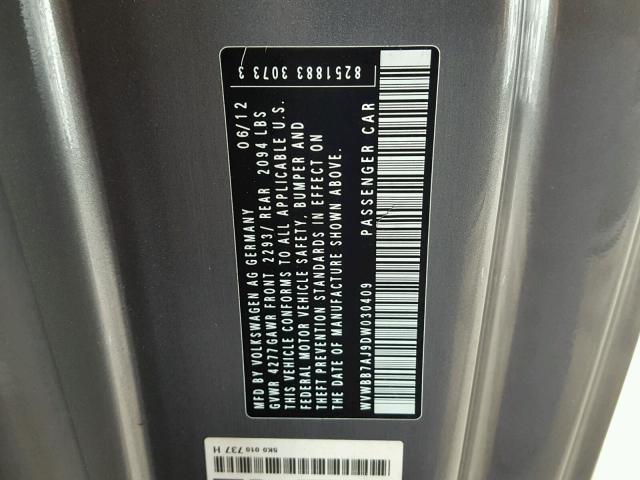 MFD BY VOLKSWAGEN AG GERMANY 06/12
GVWR 4277GAWR FRONT 2293/ REAR 2094 LBS
THIS VEHICLE CONFORMS TO ALL APPLICABLE U.S.
FEDERAL MOTOR VEHICLE SAFETY, BUMPER AND
THEFT PREVENTION STANDARDS IN EFFECT ON
THE DATE OF MANUFACTURE SHOWN ABOVE.
8251883 3073 3
WVWBB7AJ9DW030409 PASSENGER CAR
5K0 010 737 H